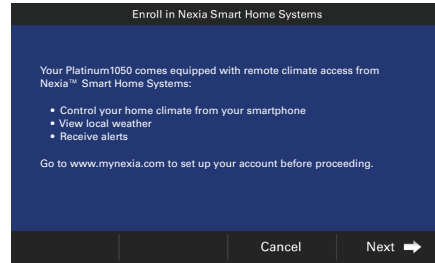 Enroll in Nexia Smart Home Systems
Your Platinum1050 comes equipped with remote climate access from
Nexia™ Smart Home Systems:
• Control your home climate from your smartphone
• View local weather
• Receive alerts
Go to www.mynexia.com to set up your account before proceeding.
Cancel
Next